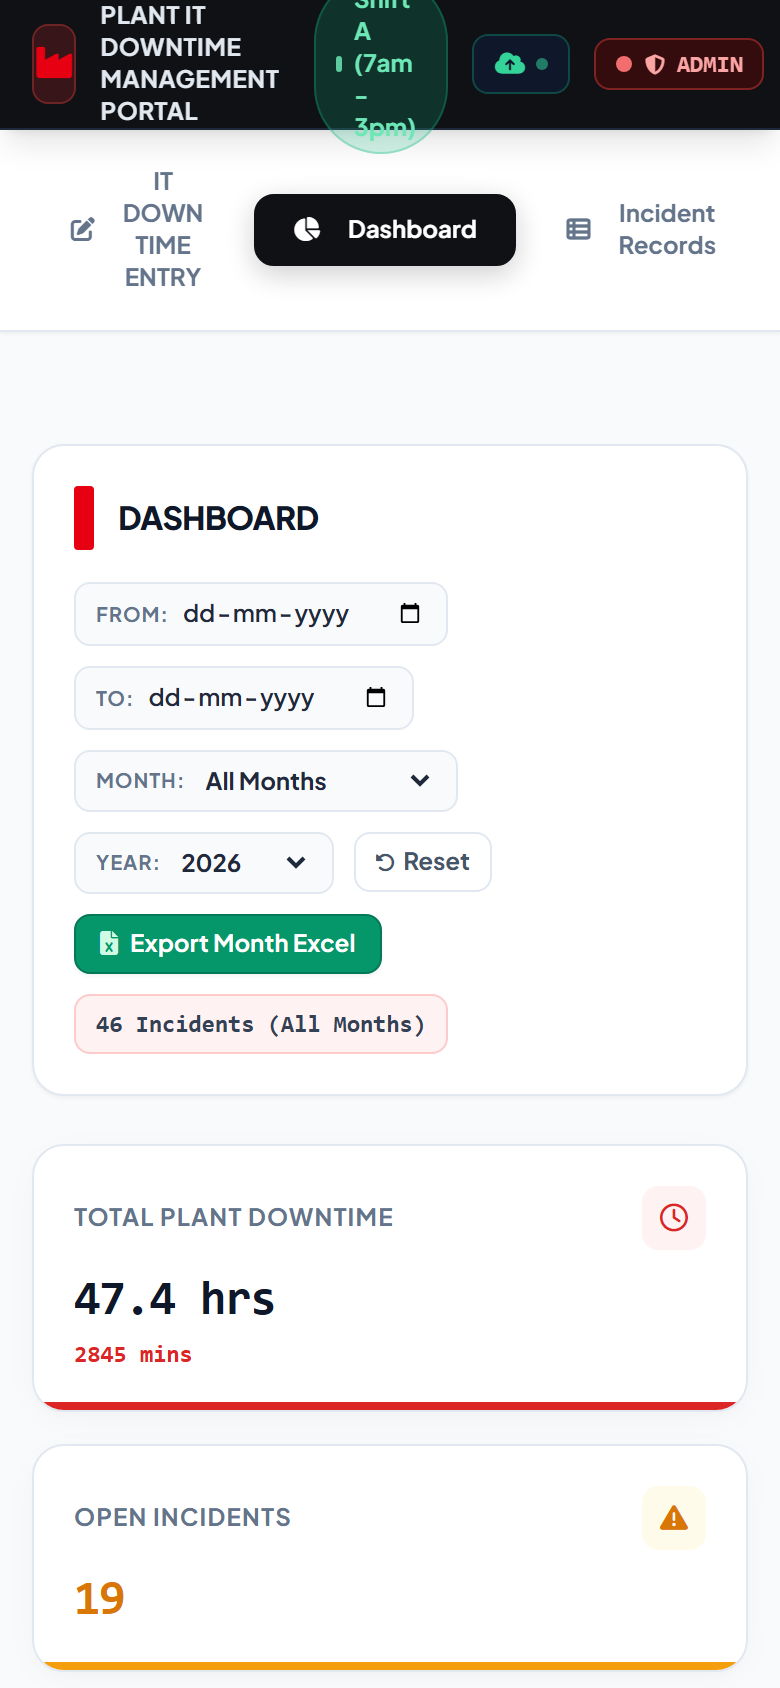 PLANT IT
DOWNTIME
MANAGEMENT
PORTAL
Shift
A
(7am
–
3pm)
ADMIN
IT
DOWN
TIME
ENTRY
Dashboard
Incident
Records
DASHBOARD
FROM: dd-mm-yyyy
TO: dd-mm-yyyy
MONTH: All Months
YEAR: 2026
Reset
Export Month Excel
46 Incidents (All Months)
TOTAL PLANT DOWNTIME
47.4 hrs
2845 mins
OPEN INCIDENTS
19